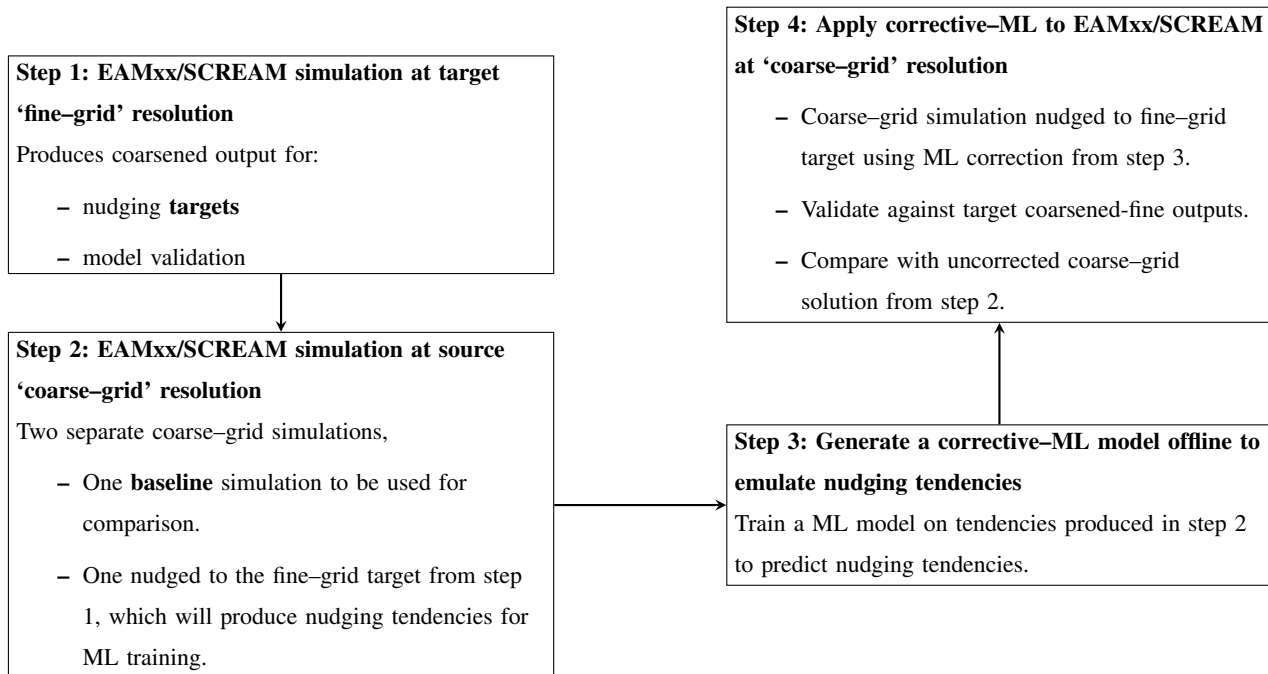 Step 1: EAMxx/SCREAM simulation at target
‘fine–grid’ resolution
Produces coarsened output for:
– nudging targets
– model validation
Step 2: EAMxx/SCREAM simulation at source
‘coarse–grid’ resolution
Two separate coarse–grid simulations,
– One baseline simulation to be used for
comparison.
– One nudged to the fine–grid target from step
1, which will produce nudging tendencies for
ML training.
Step 3: Generate a corrective–ML model offline to
emulate nudging tendencies
Train a ML model on tendencies produced in step 2
to predict nudging tendencies.
Step 4: Apply corrective–ML to EAMxx/SCREAM
at ‘coarse–grid’ resolution
– Coarse–grid simulation nudged to fine–grid
target using ML correction from step 3.
– Validate against target coarsened-fine outputs.
– Compare with uncorrected coarse–grid
solution from step 2.